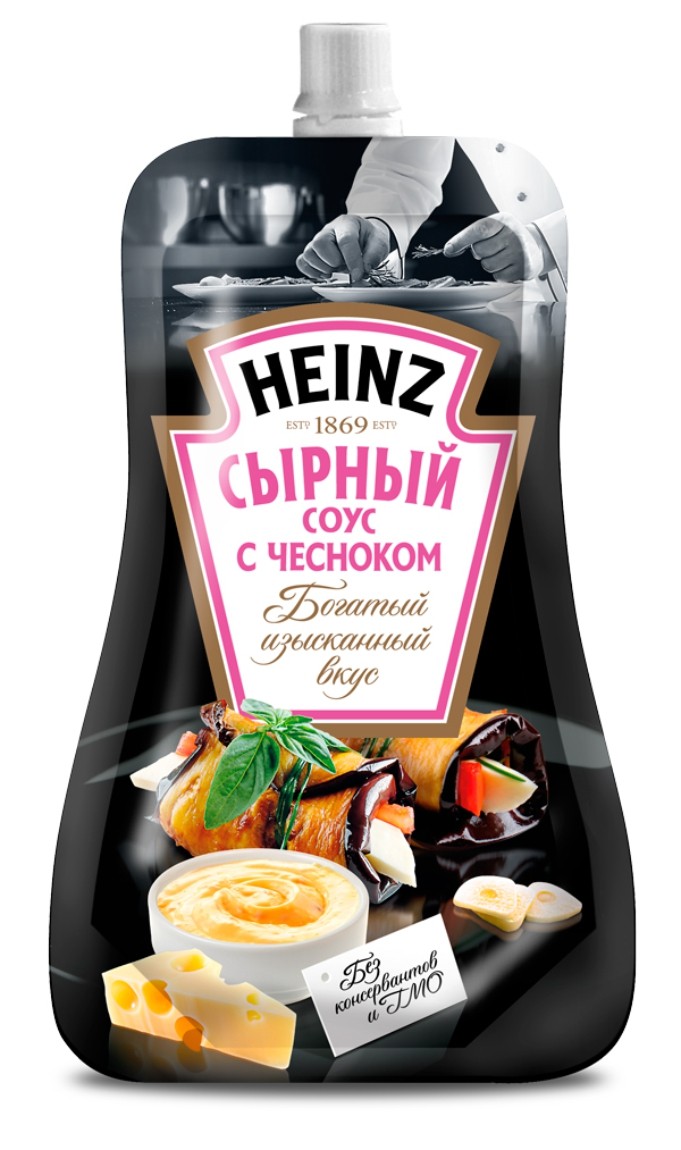 HEINZ
ESTD 1869 ESTD
СЫРНЫЙ
СОУС
С ЧЕСНОКОМ
Богатый
изысканный
вкус
Без
консервантов
и ГМО